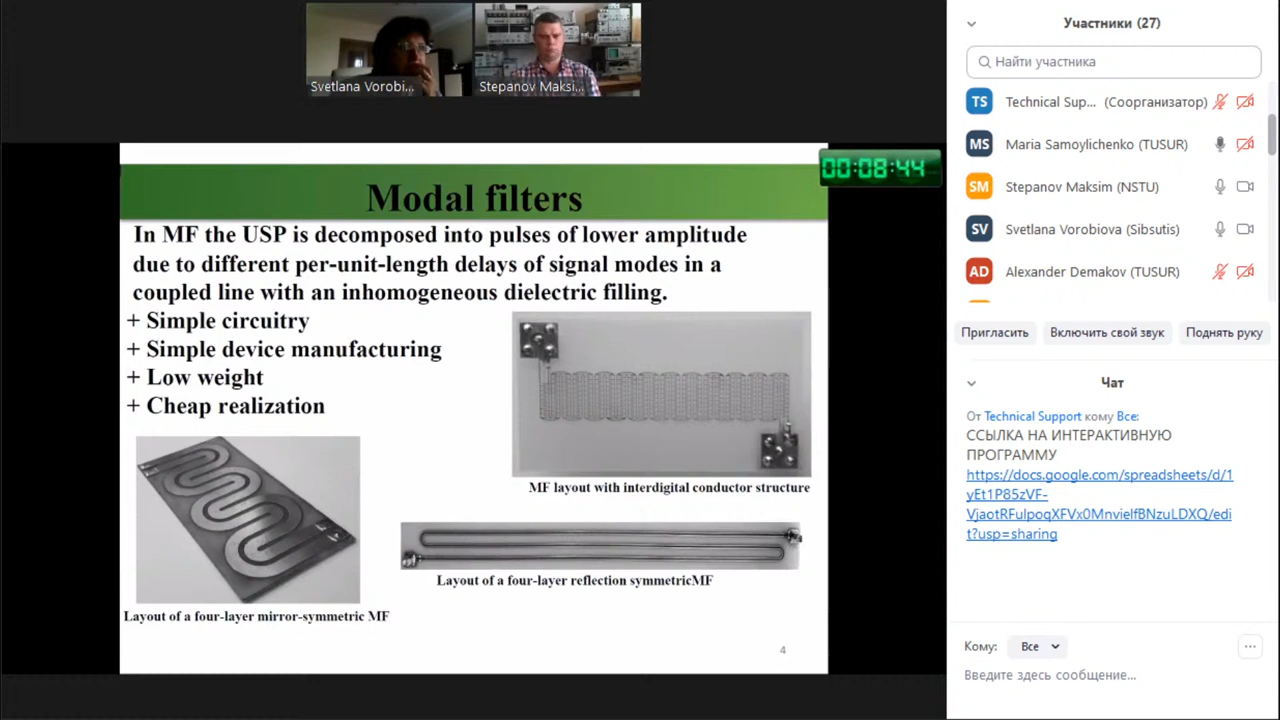 Svetlana Vorobi...
Stepanov Maksi...
00:08:44
Modal filters
In MF the USP is decomposed into pulses of lower amplitude
due to different per-unit-length delays of signal modes in a
coupled line with an inhomogeneous dielectric filling.
+ Simple circuitry
+ Simple device manufacturing
+ Low weight
+ Cheap realization
MF layout with interdigital conductor structure
Layout of a four-layer reflection symmetricMF
Layout of a four-layer mirror-symmetric MF
4
Участники (27)
Найти участника
TS Technical Sup... (Соорганизатор)
MS Maria Samoylichenko (TUSUR)
SM Stepanov Maksim (NSTU)
SV Svetlana Vorobiova (Sibsutis)
AD Alexander Demakov (TUSUR)
Пригласить Включить свой звук Поднять руку
Чат
От Technical Support кому Все:
ССЫЛКА НА ИНТЕРАКТИВНУЮ
ПРОГРАММУ
https://docs.google.com/spreadsheets/d/1
yEt1P85zVF-
VjaotRFulpoqXFVx0MnvielfBNzuLDXQ/edi
t?usp=sharing
Кому: Все
Введите здесь сообщение...